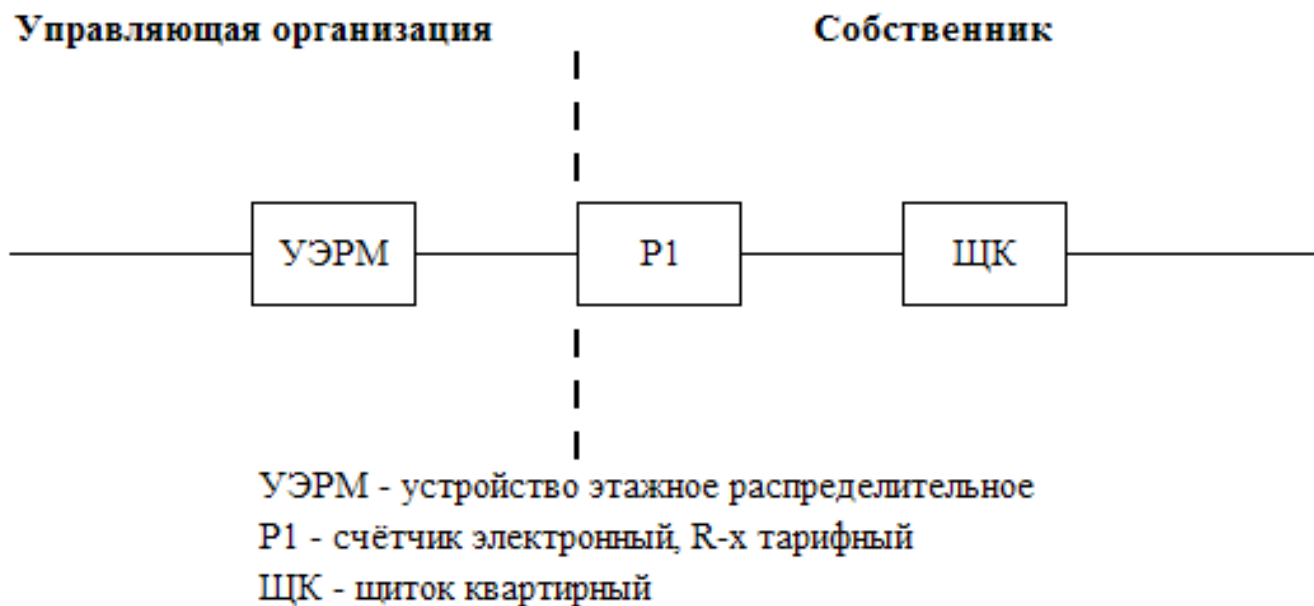 Управляющая организация
Собственник
УЭРМ
Р1
ЩК
УЭРМ - устройство этажное распределительное
Р1 - счётчик электронный, R-х тарифный
ЩК - щиток квартирный